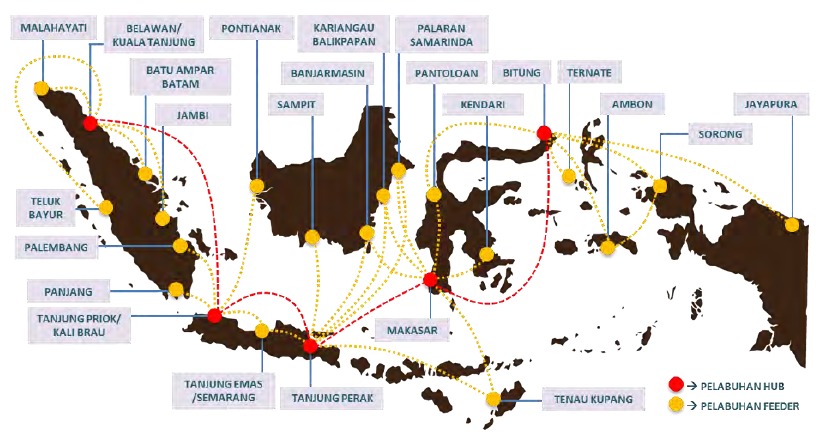 MALAHAYATI
BELAWAN/
KUALA TANJUNG
PONTIANAK
KARIANGAU
BALIKPAPAN
PALARAN
SAMARINDA
BATU AMPAR
BATAM
BANJARMASIN
PANTOLOAN
BITUNG
TERNATE
JAMBI
SAMPIT
KENDARI
AMBON
JAYAPURA
SORONG
TELUK
BAYUR
PALEMBANG
PANJANG
TANJUNG PRIOK/
KALI BRAU
MAKASAR
TANJUNG EMAS
/SEMARANG
TANJUNG PERAK
TENAU KUPANG
→ PELABUHAN HUB
→ PELABUHAN FEEDER